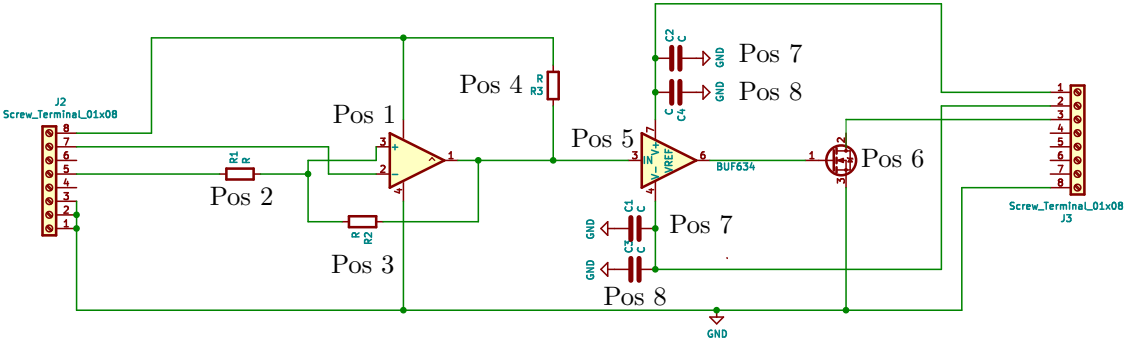 J2
Screw_Terminal_01x08
8
7
6
5
4
3
2
1
R1
R
Pos 2
Pos 1
3
+
2
-
1
4
R
R2
Pos 3
Pos 4
R
R3
C2
C
GND
Pos 7
C
C4
GND
Pos 8
Pos 5
7
3
IN
V+
VREF
V-
6
4
BUF634
C1
C
GND
Pos 7
C3
C
GND
Pos 8
1
2
3
Pos 6
GND
1
2
3
4
5
6
7
8
Screw_Terminal_01x08
J3